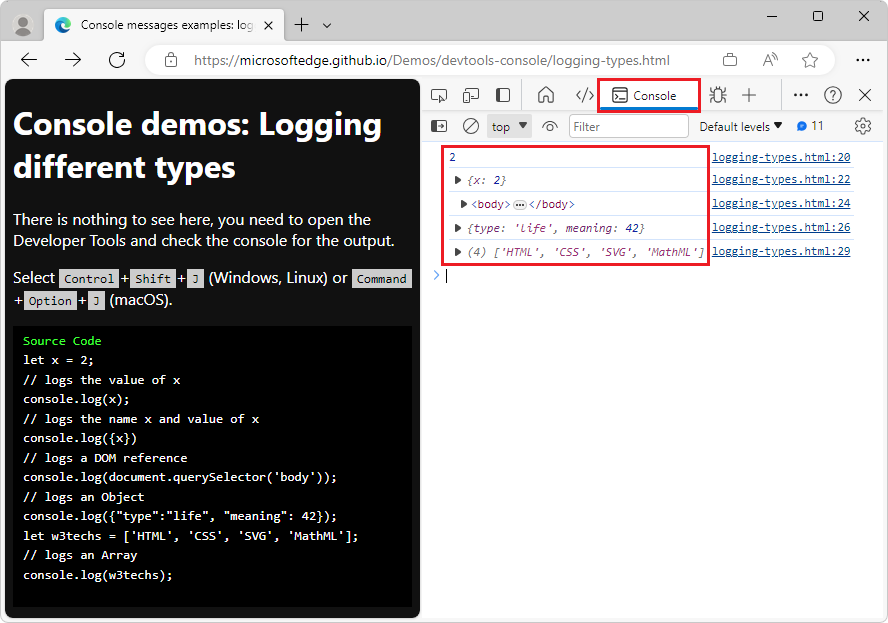 Console messages examples: log
https://microsoftedge.github.io/Demos/devtools-console/logging-types.html
Console demos: Logging
different types
There is nothing to see here, you need to open the
Developer Tools and check the console for the output.
Select Control + Shift + J (Windows, Linux) or Command
+ Option + J (macOS).
Source Code
let x = 2;
// logs the value of x
console.log(x);
// logs the name x and value of x
console.log({x})
// logs a DOM reference
console.log(document.querySelector('body'));
// logs an Object
console.log({"type":"life", "meaning": 42});
let w3techs = ['HTML', 'CSS', 'SVG', 'MathML'];
// logs an Array
console.log(w3techs);
Console
top Filter Default levels 11
2 logging-types.html:20
{x: 2} logging-types.html:22
<body> … </body> logging-types.html:24
{type: 'life', meaning: 42} logging-types.html:26
(4) ['HTML', 'CSS', 'SVG', 'MathML'] logging-types.html:29